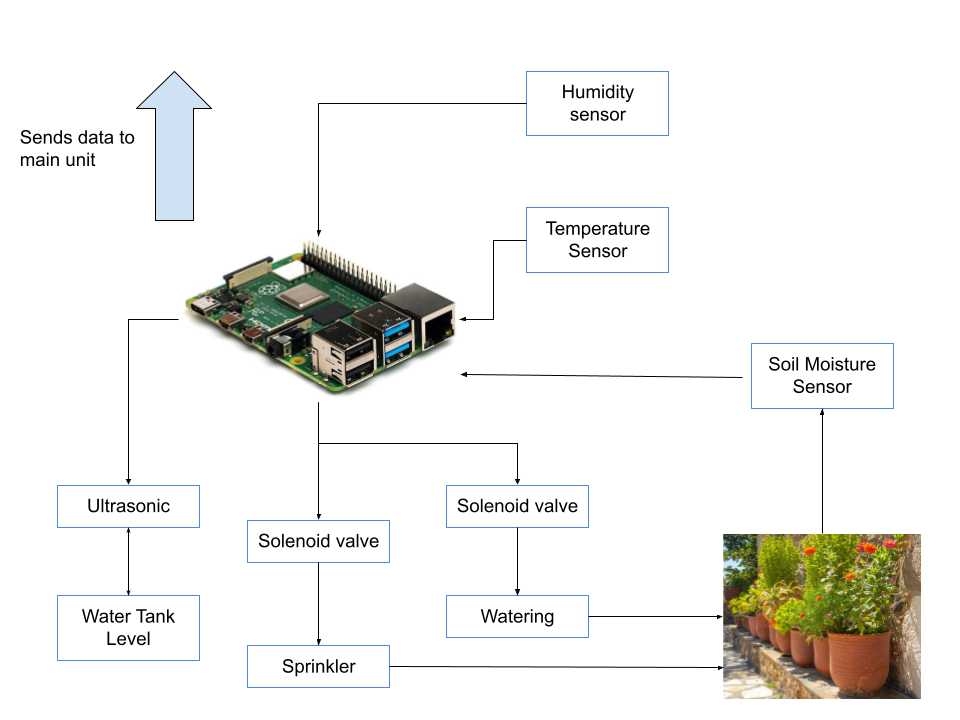 Humidity
sensor
Sends data to
main unit
Temperature
Sensor
Soil Moisture
Sensor
Ultrasonic
Solenoid valve
Solenoid valve
Water Tank
Level
Watering
Sprinkler